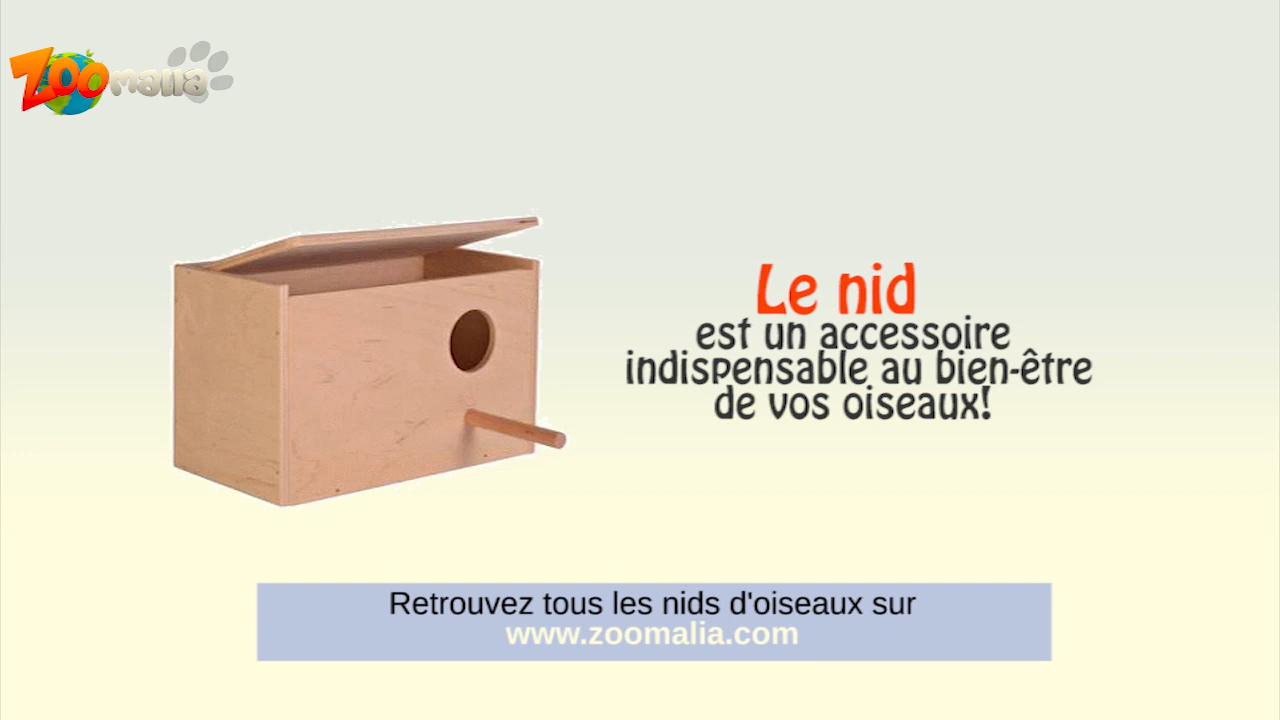 Zoomalia
Le nid
est un accessoire
indispensable au bien-être
de vos oiseaux!
Retrouvez tous les nids d'oiseaux sur
www.zoomalia.com